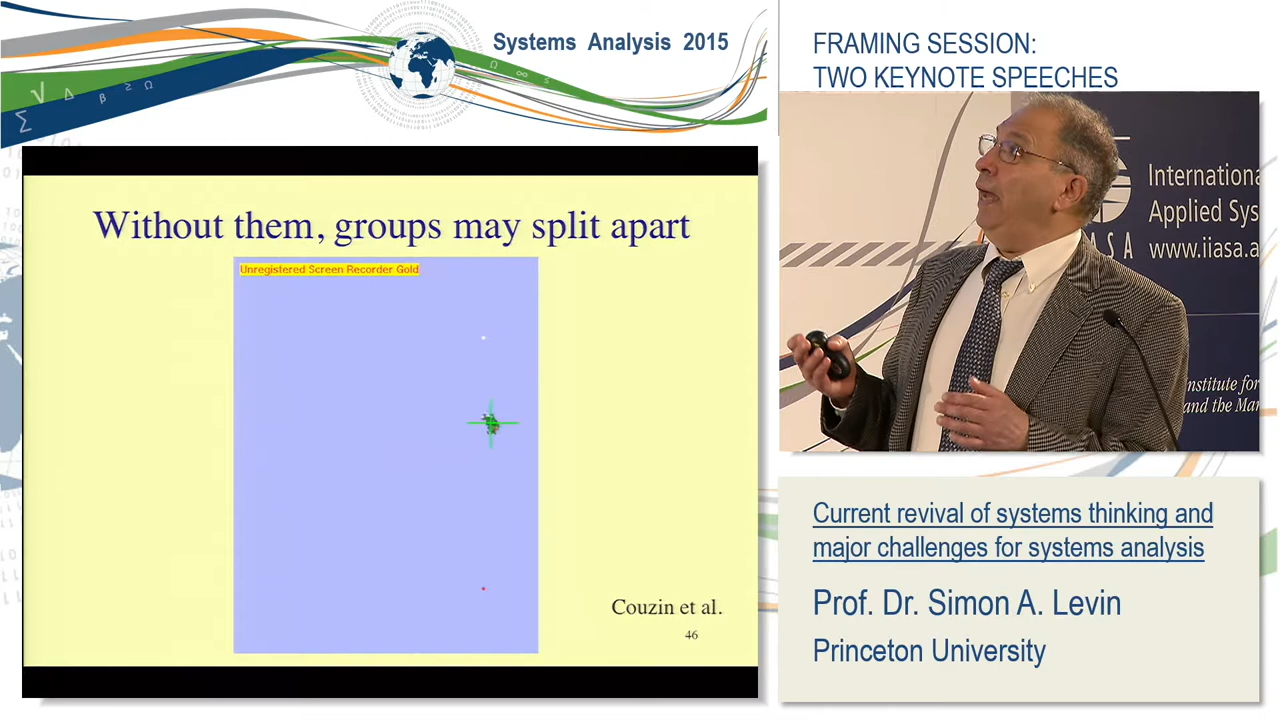 Systems Analysis 2015
FRAMING SESSION:
TWO KEYNOTE SPEECHES
Without them, groups may split apart
Unregistered Screen Recorder Gold
Couzin et al.
46
Internationa
Applied Sys
IIASA www.iiasa.a
nstitute for
and the Mar
Current revival of systems thinking and
major challenges for systems analysis
Prof. Dr. Simon A. Levin
Princeton University